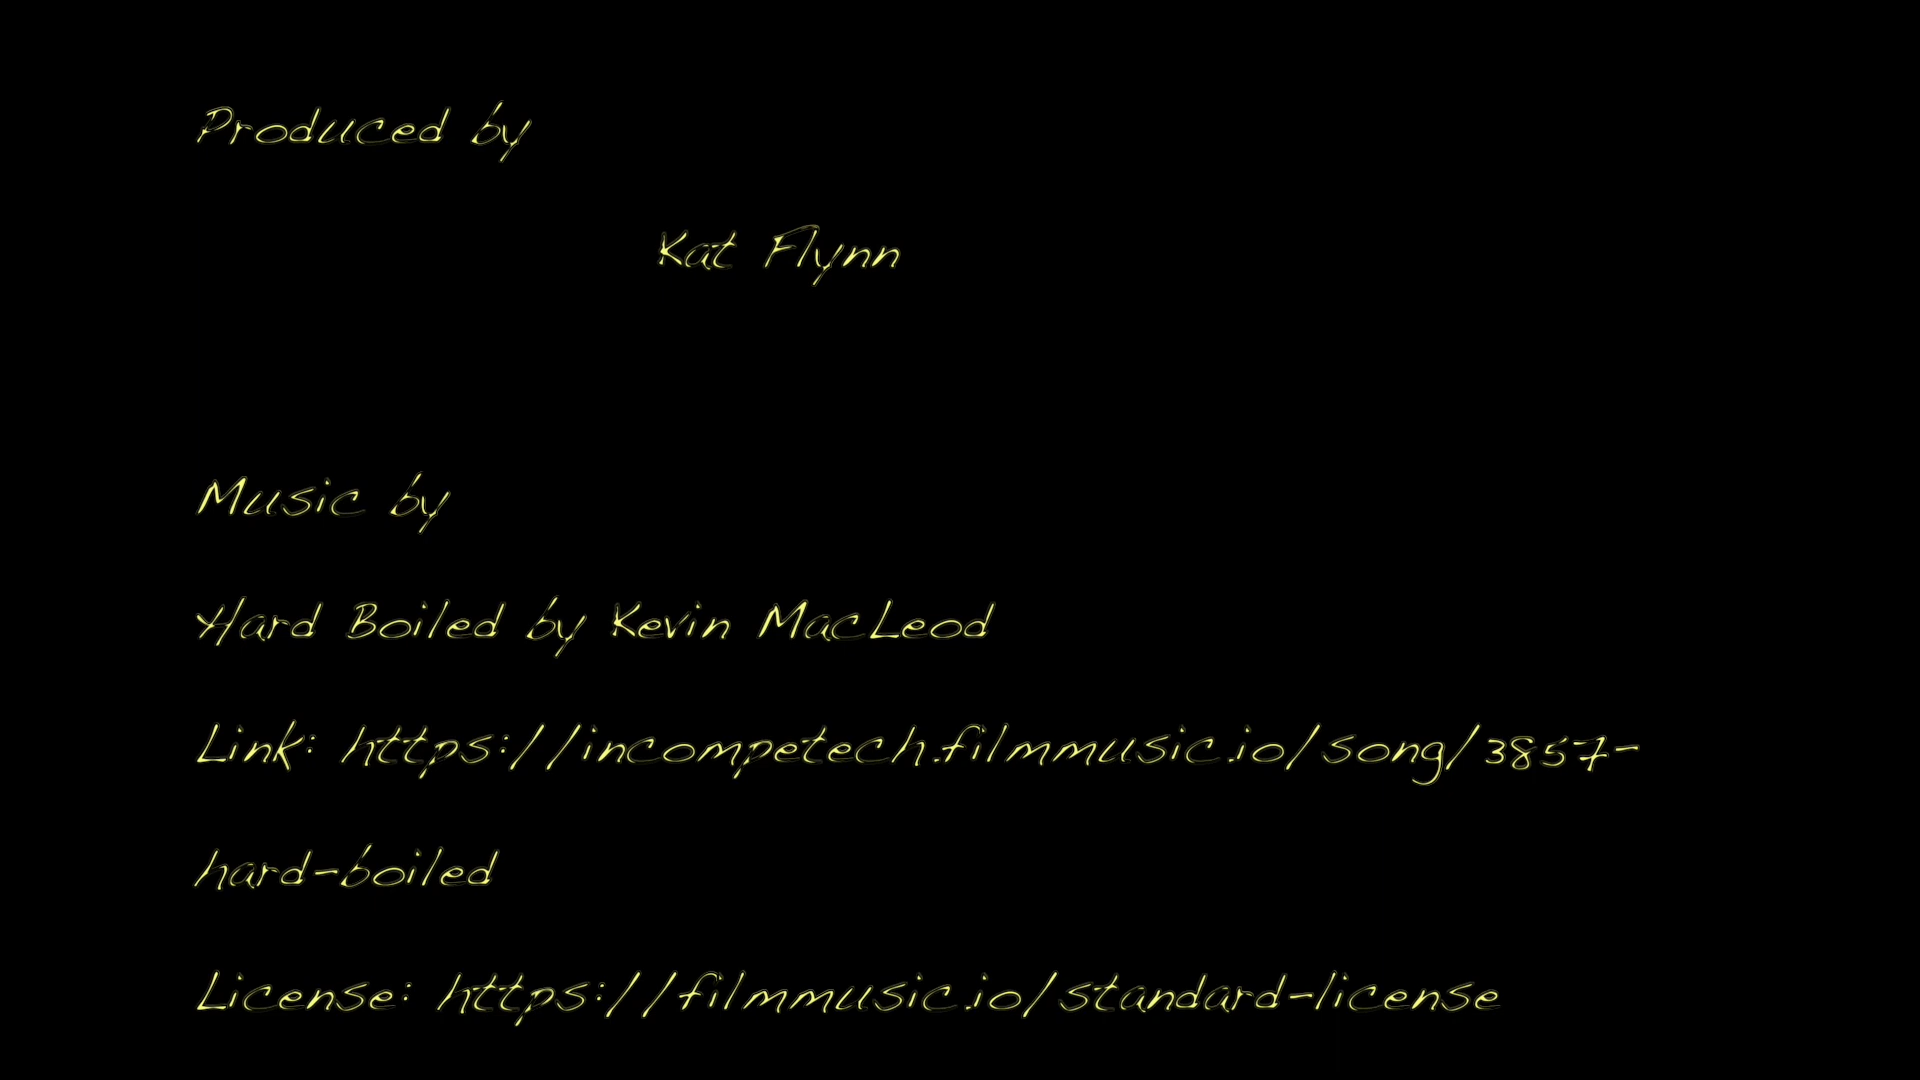 Produced by
Kat Flynn
Music by
Hard Boiled by Kevin MacLeod
Link: https://incompetech.filmmusic.io/song/3857-
hard-boiled
License: https://filmmusic.io/standard-license